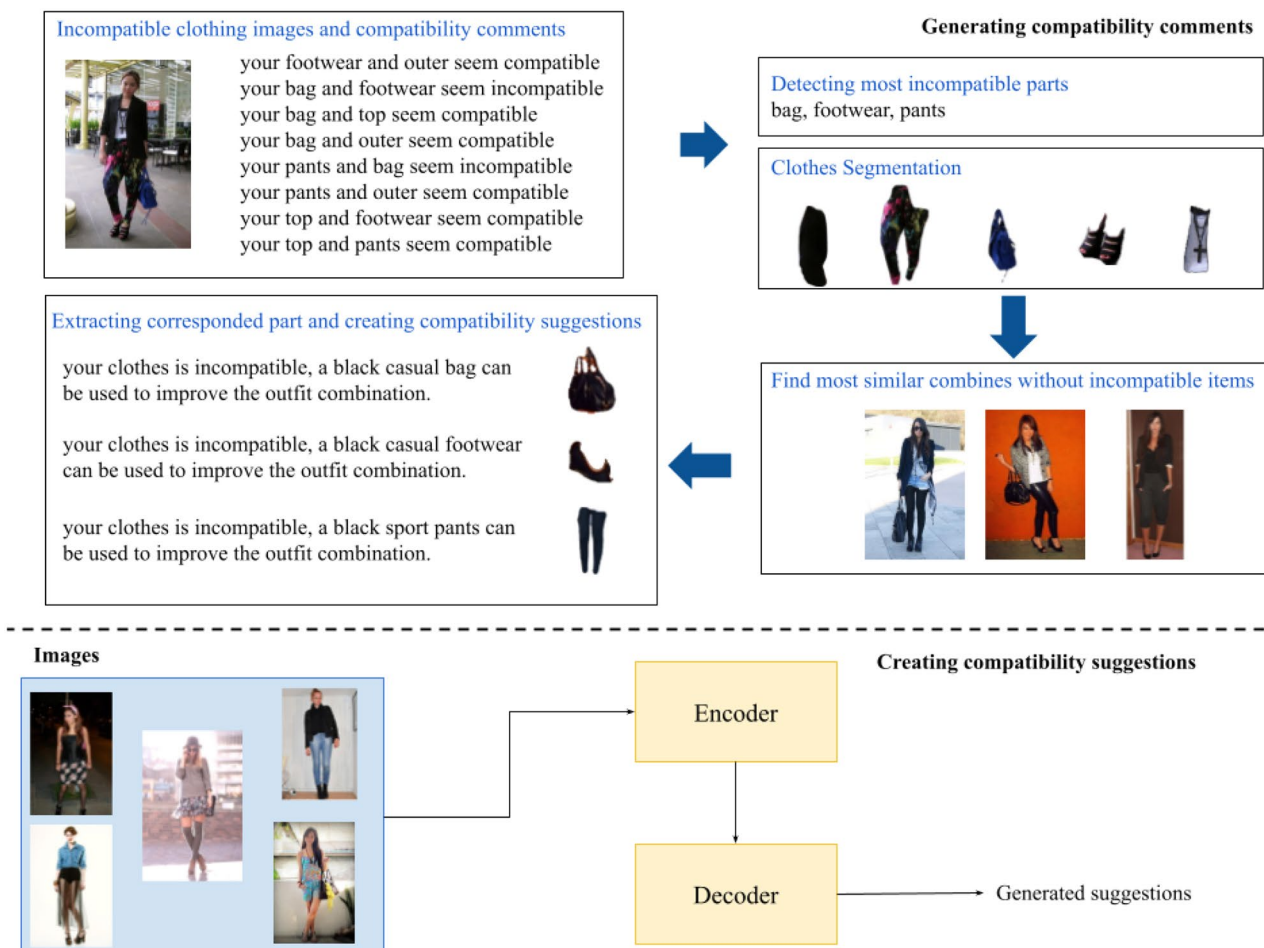 Incompatible clothing images and compatibility comments
your footwear and outer seem compatible
your bag and footwear seem incompatible
your bag and top seem compatible
your bag and outer seem compatible
your pants and bag seem incompatible
your pants and outer seem compatible
your top and footwear seem compatible
your top and pants seem compatible
Generating compatibility comments
Detecting most incompatible parts
bag, footwear, pants
Clothes Segmentation
Find most similar combines without incompatible items
Extracting corresponded part and creating compatibility suggestions
your clothes is incompatible, a black casual bag can
be used to improve the outfit combination.
your clothes is incompatible, a black casual footwear
can be used to improve the outfit combination.
your clothes is incompatible, a black sport pants can
be used to improve the outfit combination.
Images
Creating compatibility suggestions
Encoder
Decoder
Generated suggestions